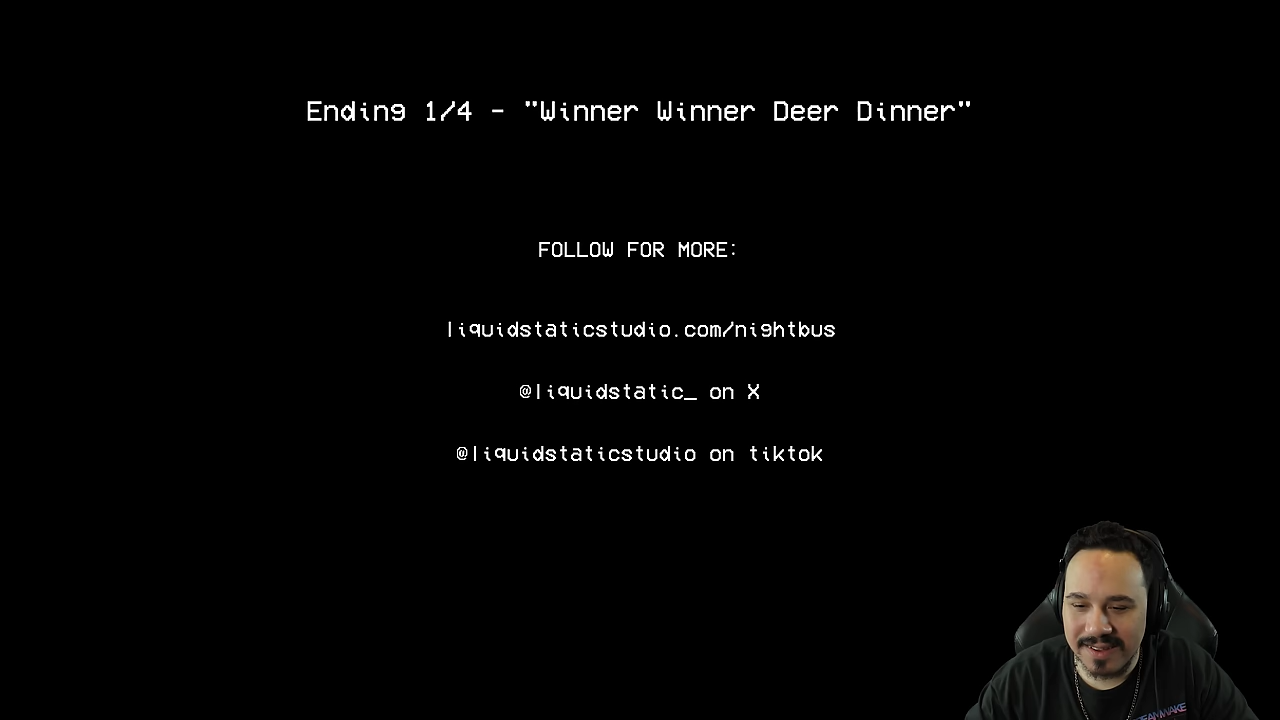 Ending 1/4 - "Winner Winner Deer Dinner"
FOLLOW FOR MORE:
liquidstaticstudio.com/nightbus
@liquidstatic_ on X
@liquidstaticstudio on tiktok